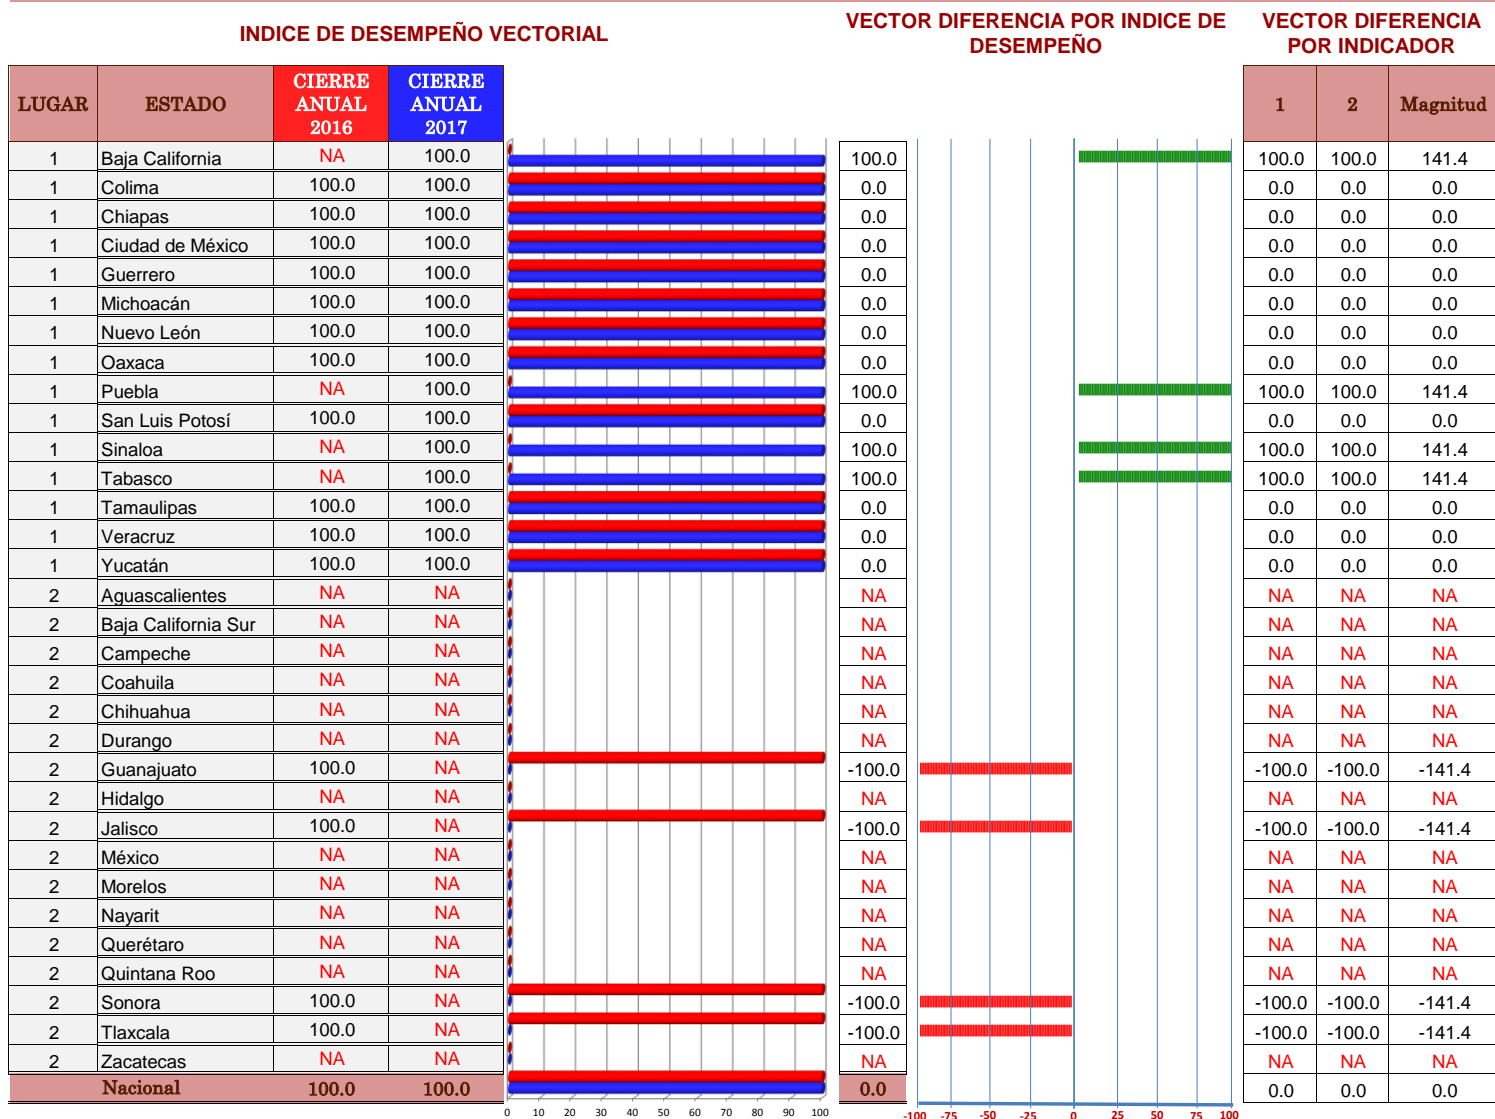 INDICE DE DESEMPEÑO VECTORIAL
VECTOR DIFERENCIA POR INDICE DE
DESEMPEÑO
VECTOR DIFERENCIA
POR INDICADOR
LUGAR ESTADO CIERRE ANUAL 2016 CIERRE ANUAL 2017 1 2 Magnitud
1 Baja California NA 100.0 100.0 100.0 100.0 141.4
1 Colima 100.0 100.0 0.0 0.0 0.0 0.0
1 Chiapas 100.0 100.0 0.0 0.0 0.0 0.0
1 Ciudad de México 100.0 100.0 0.0 0.0 0.0 0.0
1 Guerrero 100.0 100.0 0.0 0.0 0.0 0.0
1 Michoacán 100.0 100.0 0.0 0.0 0.0 0.0
1 Nuevo León 100.0 100.0 0.0 0.0 0.0 0.0
1 Oaxaca 100.0 100.0 0.0 0.0 0.0 0.0
1 Puebla NA 100.0 100.0 100.0 100.0 141.4
1 San Luis Potosí 100.0 100.0 0.0 0.0 0.0 0.0
1 Sinaloa NA 100.0 100.0 100.0 100.0 141.4
1 Tabasco NA 100.0 100.0 100.0 100.0 141.4
1 Tamaulipas 100.0 100.0 0.0 0.0 0.0 0.0
1 Veracruz 100.0 100.0 0.0 0.0 0.0 0.0
1 Yucatán 100.0 100.0 0.0 0.0 0.0 0.0
2 Aguascalientes NA NA NA NA NA NA
2 Baja California Sur NA NA NA NA NA NA
2 Campeche NA NA NA NA NA NA
2 Coahuila NA NA NA NA NA NA
2 Chihuahua NA NA NA NA NA NA
2 Durango NA NA NA NA NA NA
2 Guanajuato 100.0 NA -100.0 -100.0 -100.0 -141.4
2 Hidalgo NA NA NA NA NA NA
2 Jalisco 100.0 NA -100.0 -100.0 -100.0 -141.4
2 México NA NA NA NA NA NA
2 Morelos NA NA NA NA NA NA
2 Nayarit NA NA NA NA NA NA
2 Querétaro NA NA NA NA NA NA
2 Quintana Roo NA NA NA NA NA NA
2 Sonora 100.0 NA -100.0 -100.0 -100.0 -141.4
2 Tlaxcala 100.0 NA -100.0 -100.0 -100.0 -141.4
2 Zacatecas NA NA NA NA NA NA
Nacional 100.0 100.0 0.0 0.0 0.0 0.0
0 10 20 30 40 50 60 70 80 90 100
-100 -75 -50 -25 0 25 50 75 100